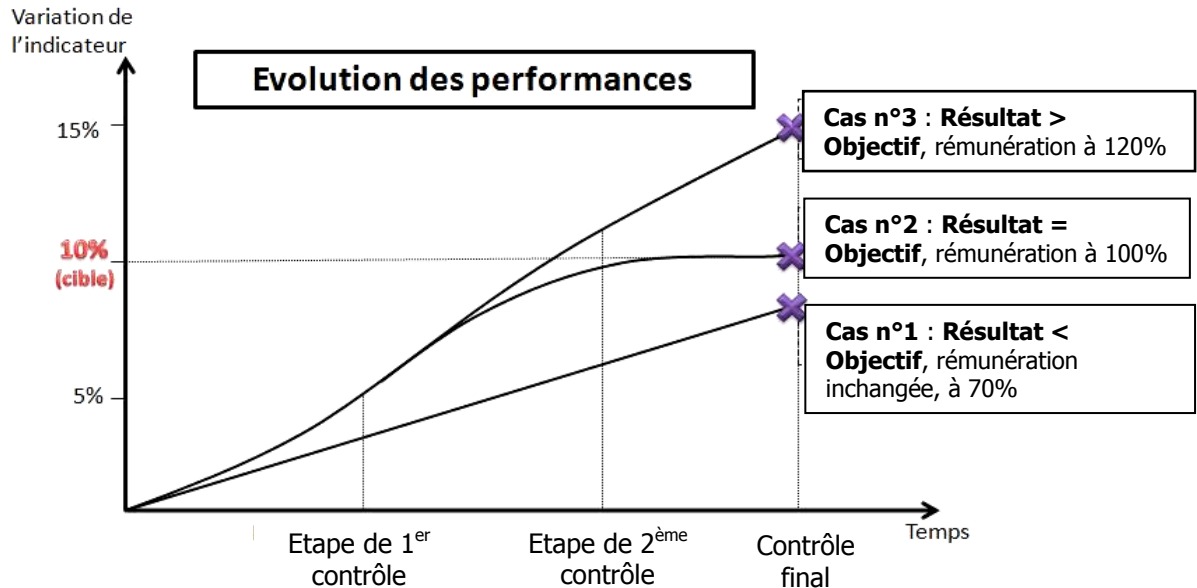 Variation de
l'indicateur
Evolution des performances
15%
10%
(cible)
5%
Cas n°3 : Résultat >
Objectif, rémunération à 120%
Cas n°2 : Résultat =
Objectif, rémunération à 100%
Cas n°1 : Résultat <
Objectif, rémunération
inchangée, à 70%
Temps
Etape de 1er
contrôle
Etape de 2ème
contrôle
Contrôle
final